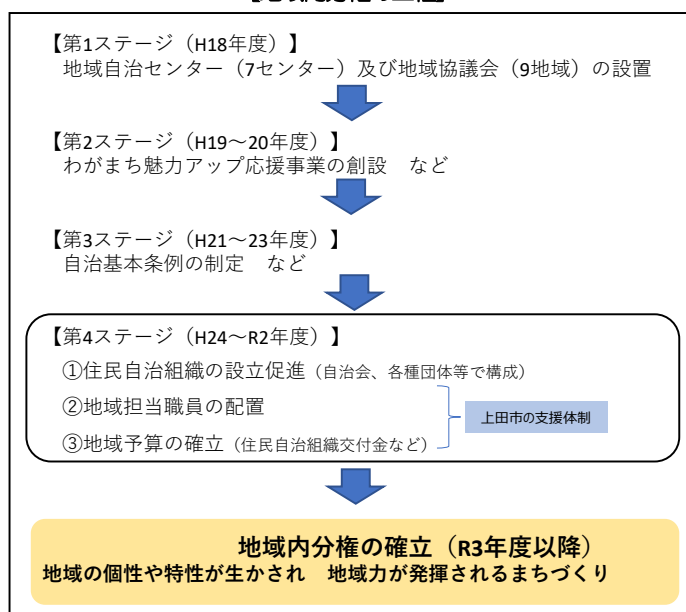 【第1ステージ（H18年度）】
地域自治センター（7センター）及び地域協議会（9地域）の設置
【第2ステージ（H19～20年度）】
わがまち魅力アップ応援事業の創設　など
【第3ステージ（H21～23年度）】
自治基本条例の制定　など
【第4ステージ（H24～R2年度）】
①住民自治組織の設立促進（自治会、各種団体等で構成）
②地域担当職員の配置
③地域予算の確立（住民自治組織交付金など）
上田市の支援体制
地域内分権の確立（R3年度以降）
地域の個性や特性が生かされ　地域力が発揮されるまちづくり